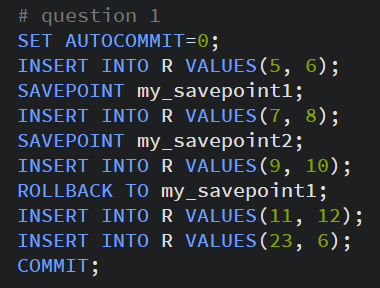 # question 1
SET AUTOCOMMIT=0;
INSERT INTO R VALUES(5, 6);
SAVEPOINT my_savepoint1;
INSERT INTO R VALUES(7, 8);
SAVEPOINT my_savepoint2;
INSERT INTO R VALUES(9, 10);
ROLLBACK TO my_savepoint1;
INSERT INTO R VALUES(11, 12);
INSERT INTO R VALUES(23, 6);
COMMIT;